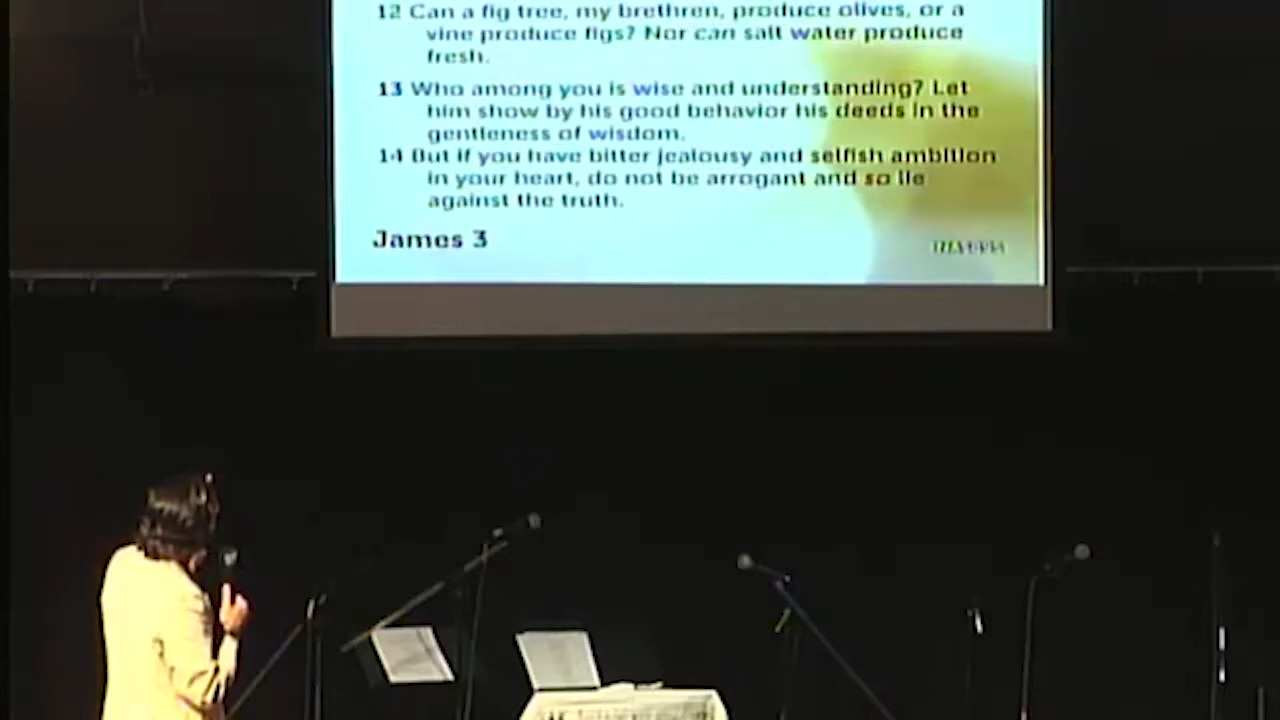 12 Can a fig tree, my brethren, produce olives, or a
vine produce figs? Nor can salt water produce
fresh.
13 Who among you is wise and understanding? Let
him show by his good behavior his deeds in the
gentleness of wisdom.
14 But if you have bitter jealousy and selfish ambition
in your heart, do not be arrogant and so lie
against the truth.
James 3